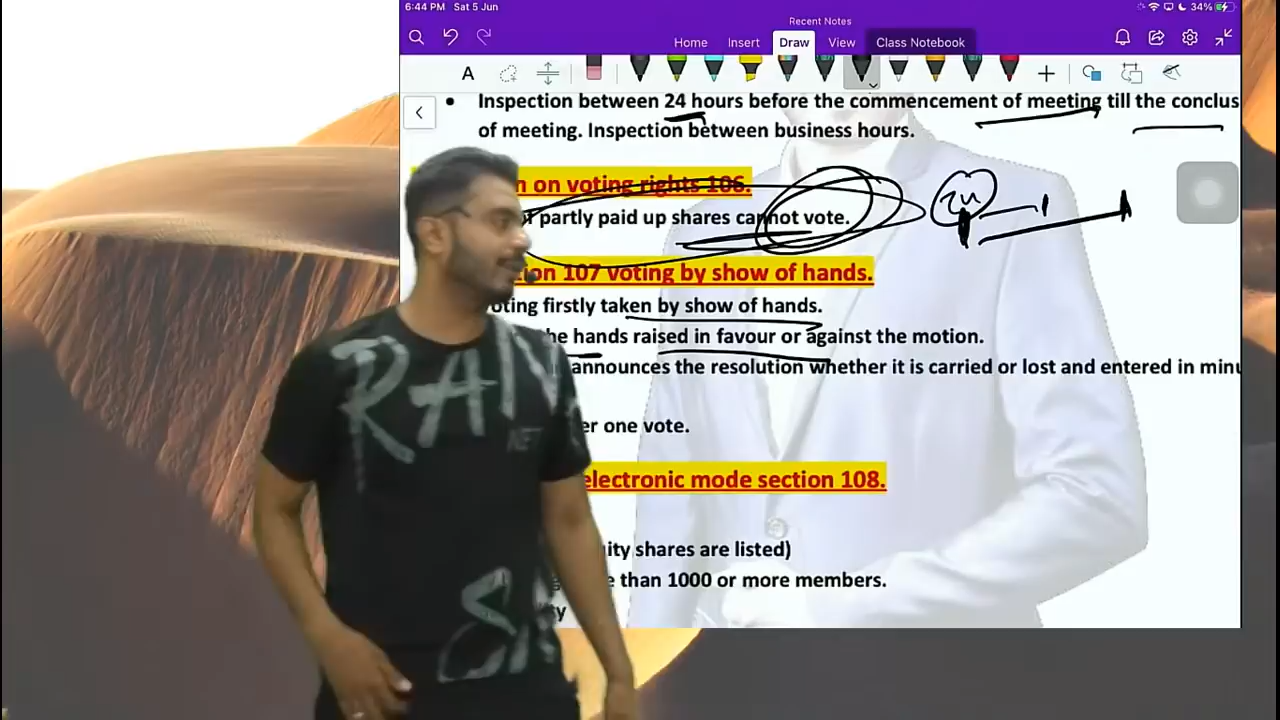 6:44 PM Sat 5 Jun
34%
Recent Notes
Home Insert Draw View Class Notebook
A
• Inspection between 24 hours before the commencement of meeting till the conclus
of meeting. Inspection between business hours.
n on voting rights 106.
partly paid up shares cannot vote.
ion 107 voting by show of hands.
oting firstly taken by show of hands.
he hands raised in favour or against the motion.
announces the resolution whether it is carried or lost and entered in minu
er one vote.
electronic mode section 108.
ity shares are listed)
e than 1000 or more members.
y
RAN